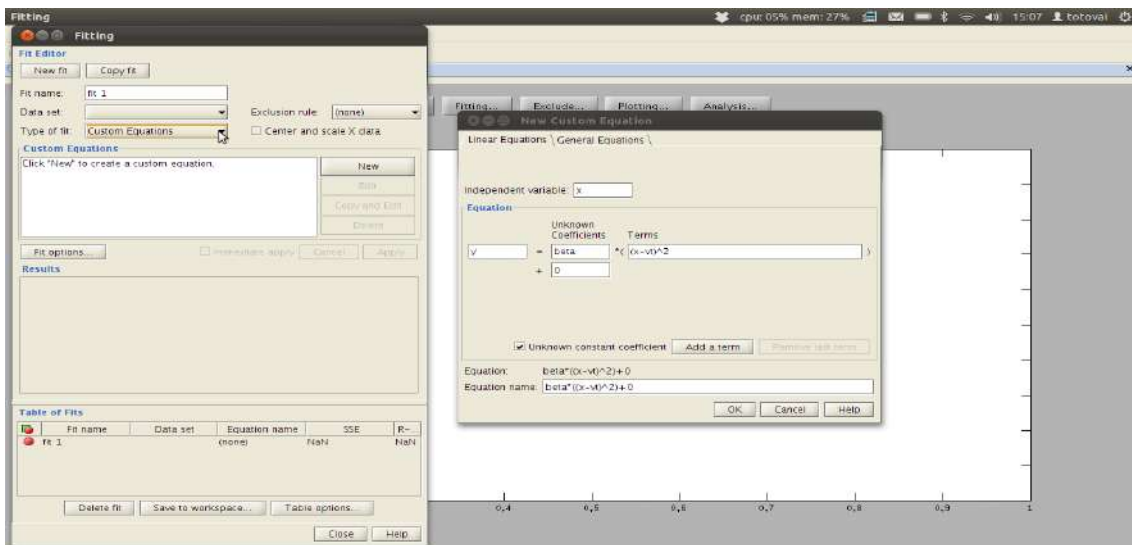 Fitting
cpu: 05% mem: 27%
15:07
totovai
Fitting
Fit Editor
New fit
Copy fit
Fit name:
fit 1
Data set:
Exclusion rule:
(none)
Type of fit:
Custom Equations
Center and scale X data
Custom Equations
Click "New" to create a custom equation.
New
Edit
Copy and Edit
Delete
Fit options...
Immediate apply
Cancel
Apply
Results
Table of Fits
Fit name
Data set
Equation name
SSE
R-...
fit 1
(none)
NaN
NaN
Delete fit
Save to workspace...
Table options...
Close
Help
Fitting...
Exclude...
Plotting...
Analysis...
New Custom Equation
Linear Equations
General Equations
Independent variable:
x
Equation
Unknown
Coefficients
Terms
y
=
beta
*(
(x-vt)^2
)
+
0
Unknown constant coefficient
Add a term
Remove last term
Equation:
beta*((x-vt)^2)+0
Equation name:
beta*((x-vt)^2)+0
OK
Cancel
Help
0,4
0,5
0,6
0,7
0,8
0,9
1